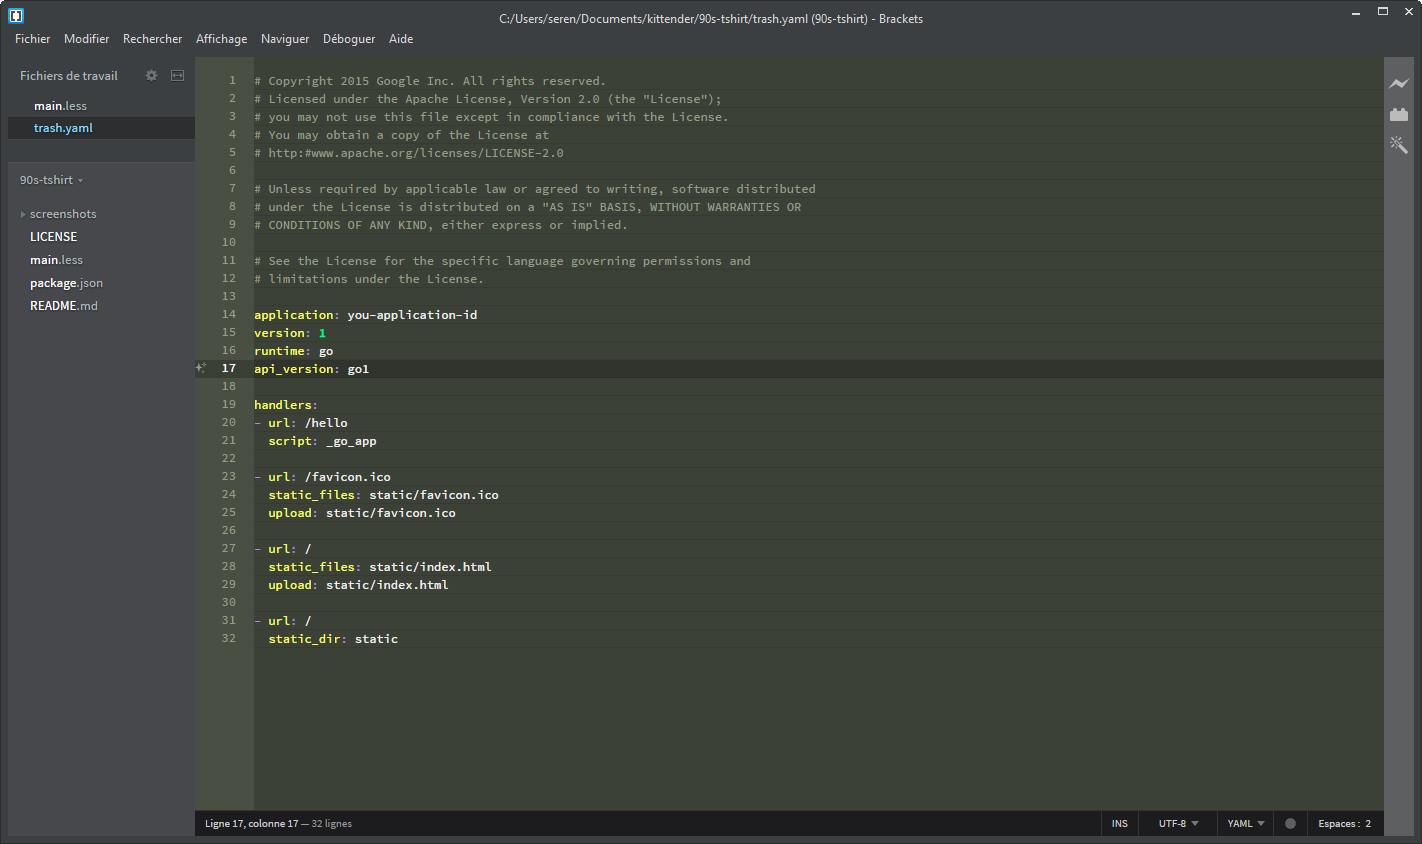 C:/Users/seren/Documents/kittender/90s-tshirt/trash.yaml (90s-tshirt) - Brackets
Fichier Modifier Rechercher Affichage Naviguer Déboguer Aide
Fichiers de travail
main.less
trash.yaml
90s-tshirt
screenshots
LICENSE
main.less
package.json
README.md
1 # Copyright 2015 Google Inc. All rights reserved.
2 # Licensed under the Apache License, Version 2.0 (the "License");
3 # you may not use this file except in compliance with the License.
4 # You may obtain a copy of the License at
5 # http:#www.apache.org/licenses/LICENSE-2.0
6
7 # Unless required by applicable law or agreed to writing, software distributed
8 # under the License is distributed on a "AS IS" BASIS, WITHOUT WARRANTIES OR
9 # CONDITIONS OF ANY KIND, either express or implied.
10
11 # See the License for the specific language governing permissions and
12 # limitations under the License.
13
14 application: you-application-id
15 version: 1
16 runtime: go
17 api_version: go1
18
19 handlers:
20 - url: /hello
21   script: _go_app
22
23 - url: /favicon.ico
24   static_files: static/favicon.ico
25   upload: static/favicon.ico
26
27 - url: /
28   static_files: static/index.html
29   upload: static/index.html
30
31 - url: /
32   static_dir: static
Ligne 17, colonne 17 — 32 lignes INS UTF-8 YAML Espaces : 2